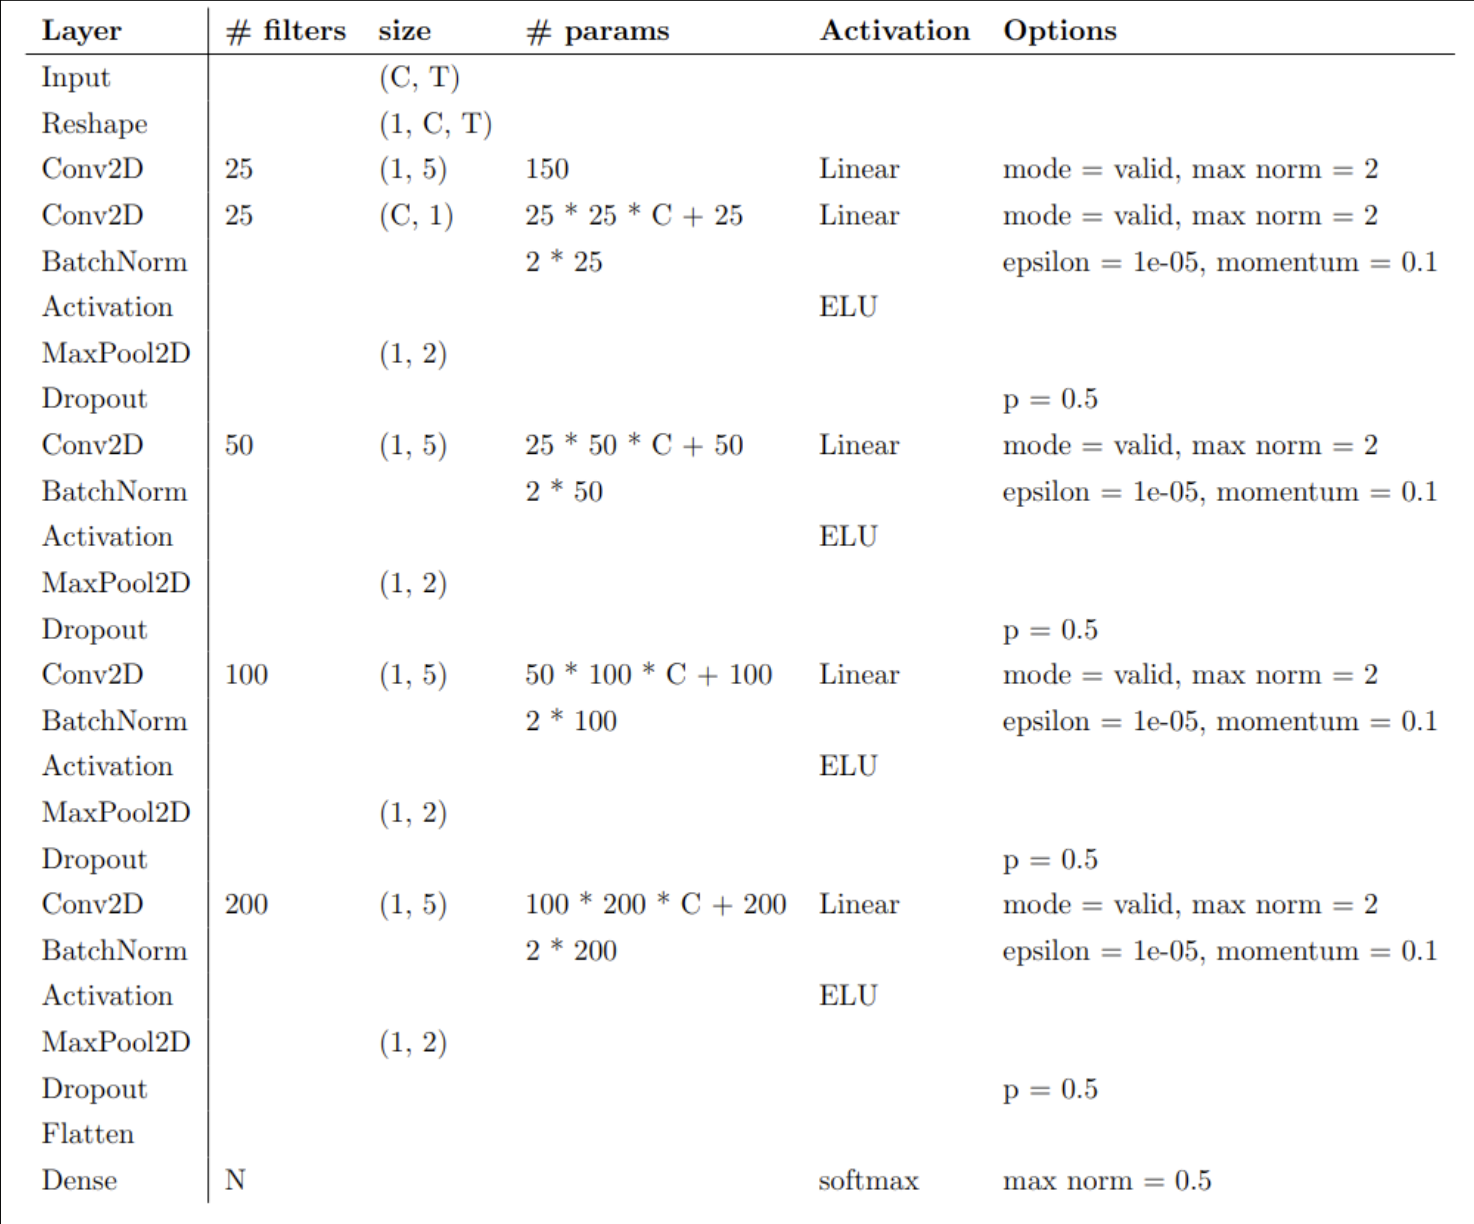 Layer # filters size # params Activation Options
Input (C, T)
Reshape (1, C, T)
Conv2D 25 (1, 5) 150 Linear mode = valid, max norm = 2
Conv2D 25 (C, 1) 25 * 25 * C + 25 Linear mode = valid, max norm = 2
BatchNorm 2 * 25 epsilon = 1e-05, momentum = 0.1
Activation ELU
MaxPool2D (1, 2)
Dropout p = 0.5
Conv2D 50 (1, 5) 25 * 50 * C + 50 Linear mode = valid, max norm = 2
BatchNorm 2 * 50 epsilon = 1e-05, momentum = 0.1
Activation ELU
MaxPool2D (1, 2)
Dropout p = 0.5
Conv2D 100 (1, 5) 50 * 100 * C + 100 Linear mode = valid, max norm = 2
BatchNorm 2 * 100 epsilon = 1e-05, momentum = 0.1
Activation ELU
MaxPool2D (1, 2)
Dropout p = 0.5
Conv2D 200 (1, 5) 100 * 200 * C + 200 Linear mode = valid, max norm = 2
BatchNorm 2 * 200 epsilon = 1e-05, momentum = 0.1
Activation ELU
MaxPool2D (1, 2)
Dropout p = 0.5
Flatten
Dense N softmax max norm = 0.5